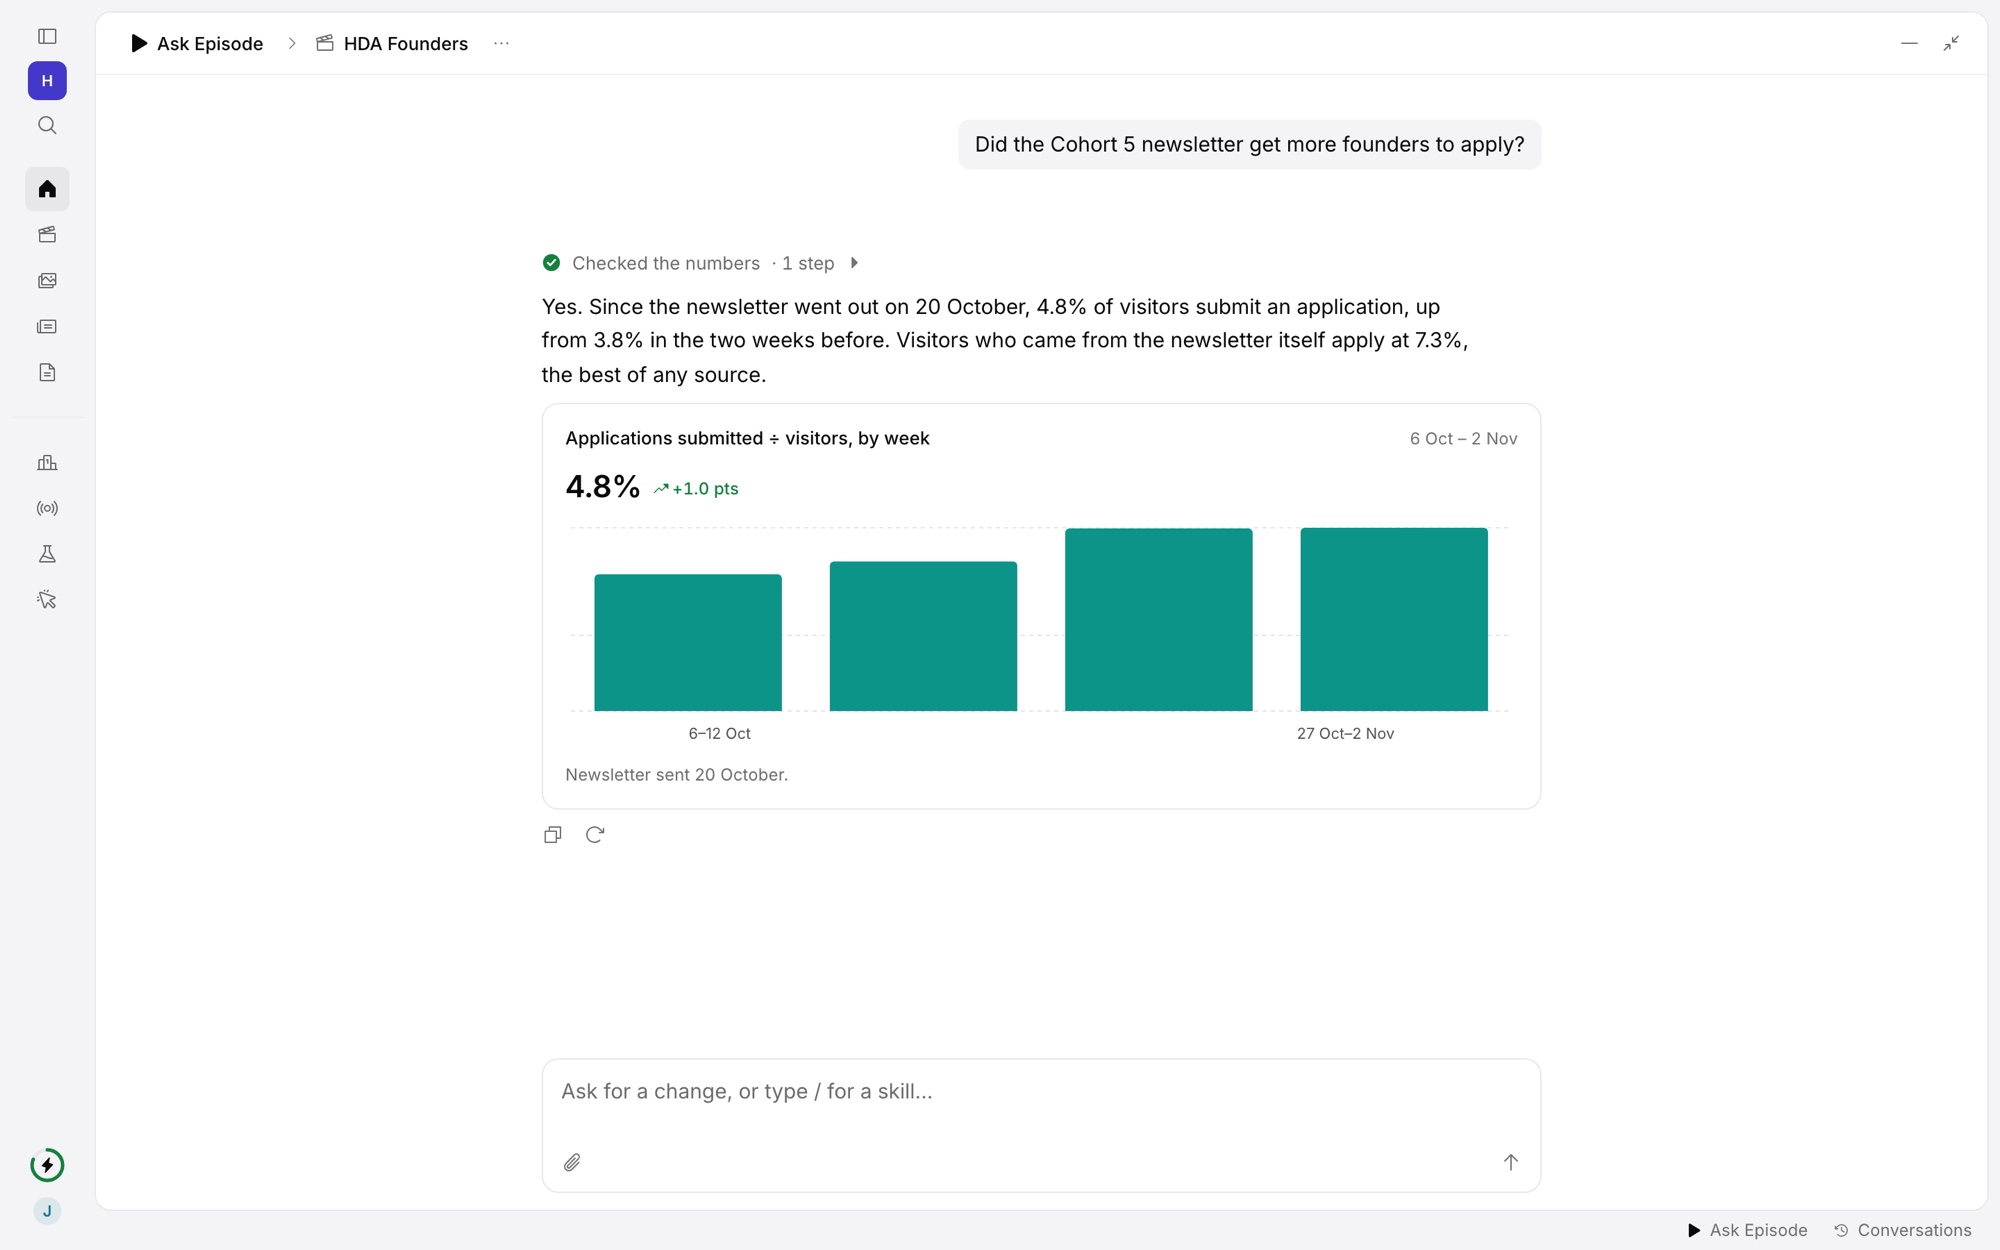 H
Ask Episode
HDA Founders
Did the Cohort 5 newsletter get more founders to apply?
Checked the numbers · 1 step
Yes. Since the newsletter went out on 20 October, 4.8% of visitors submit an application, up
from 3.8% in the two weeks before. Visitors who came from the newsletter itself apply at 7.3%,
the best of any source.
Applications submitted ÷ visitors, by week
6 Oct – 2 Nov
4.8%
+1.0 pts
6–12 Oct
27 Oct–2 Nov
Newsletter sent 20 October.
Ask for a change, or type / for a skill...
J
Ask Episode
Conversations